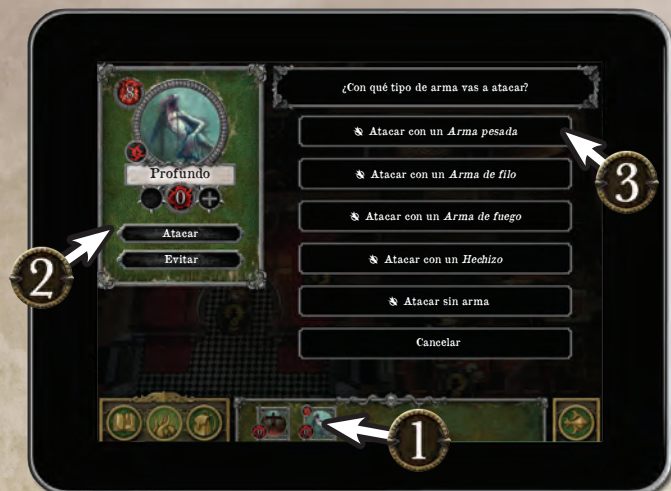 8
¿Con qué tipo de arma vas a atacar?
Atacar con un Arma pesada
Profundo
0
Atacar con un Arma de filo
Atacar
Atacar con un Arma de fuego
Evitar
Atacar con un Hechizo
Atacar sin arma
Cancelar
1
2
3